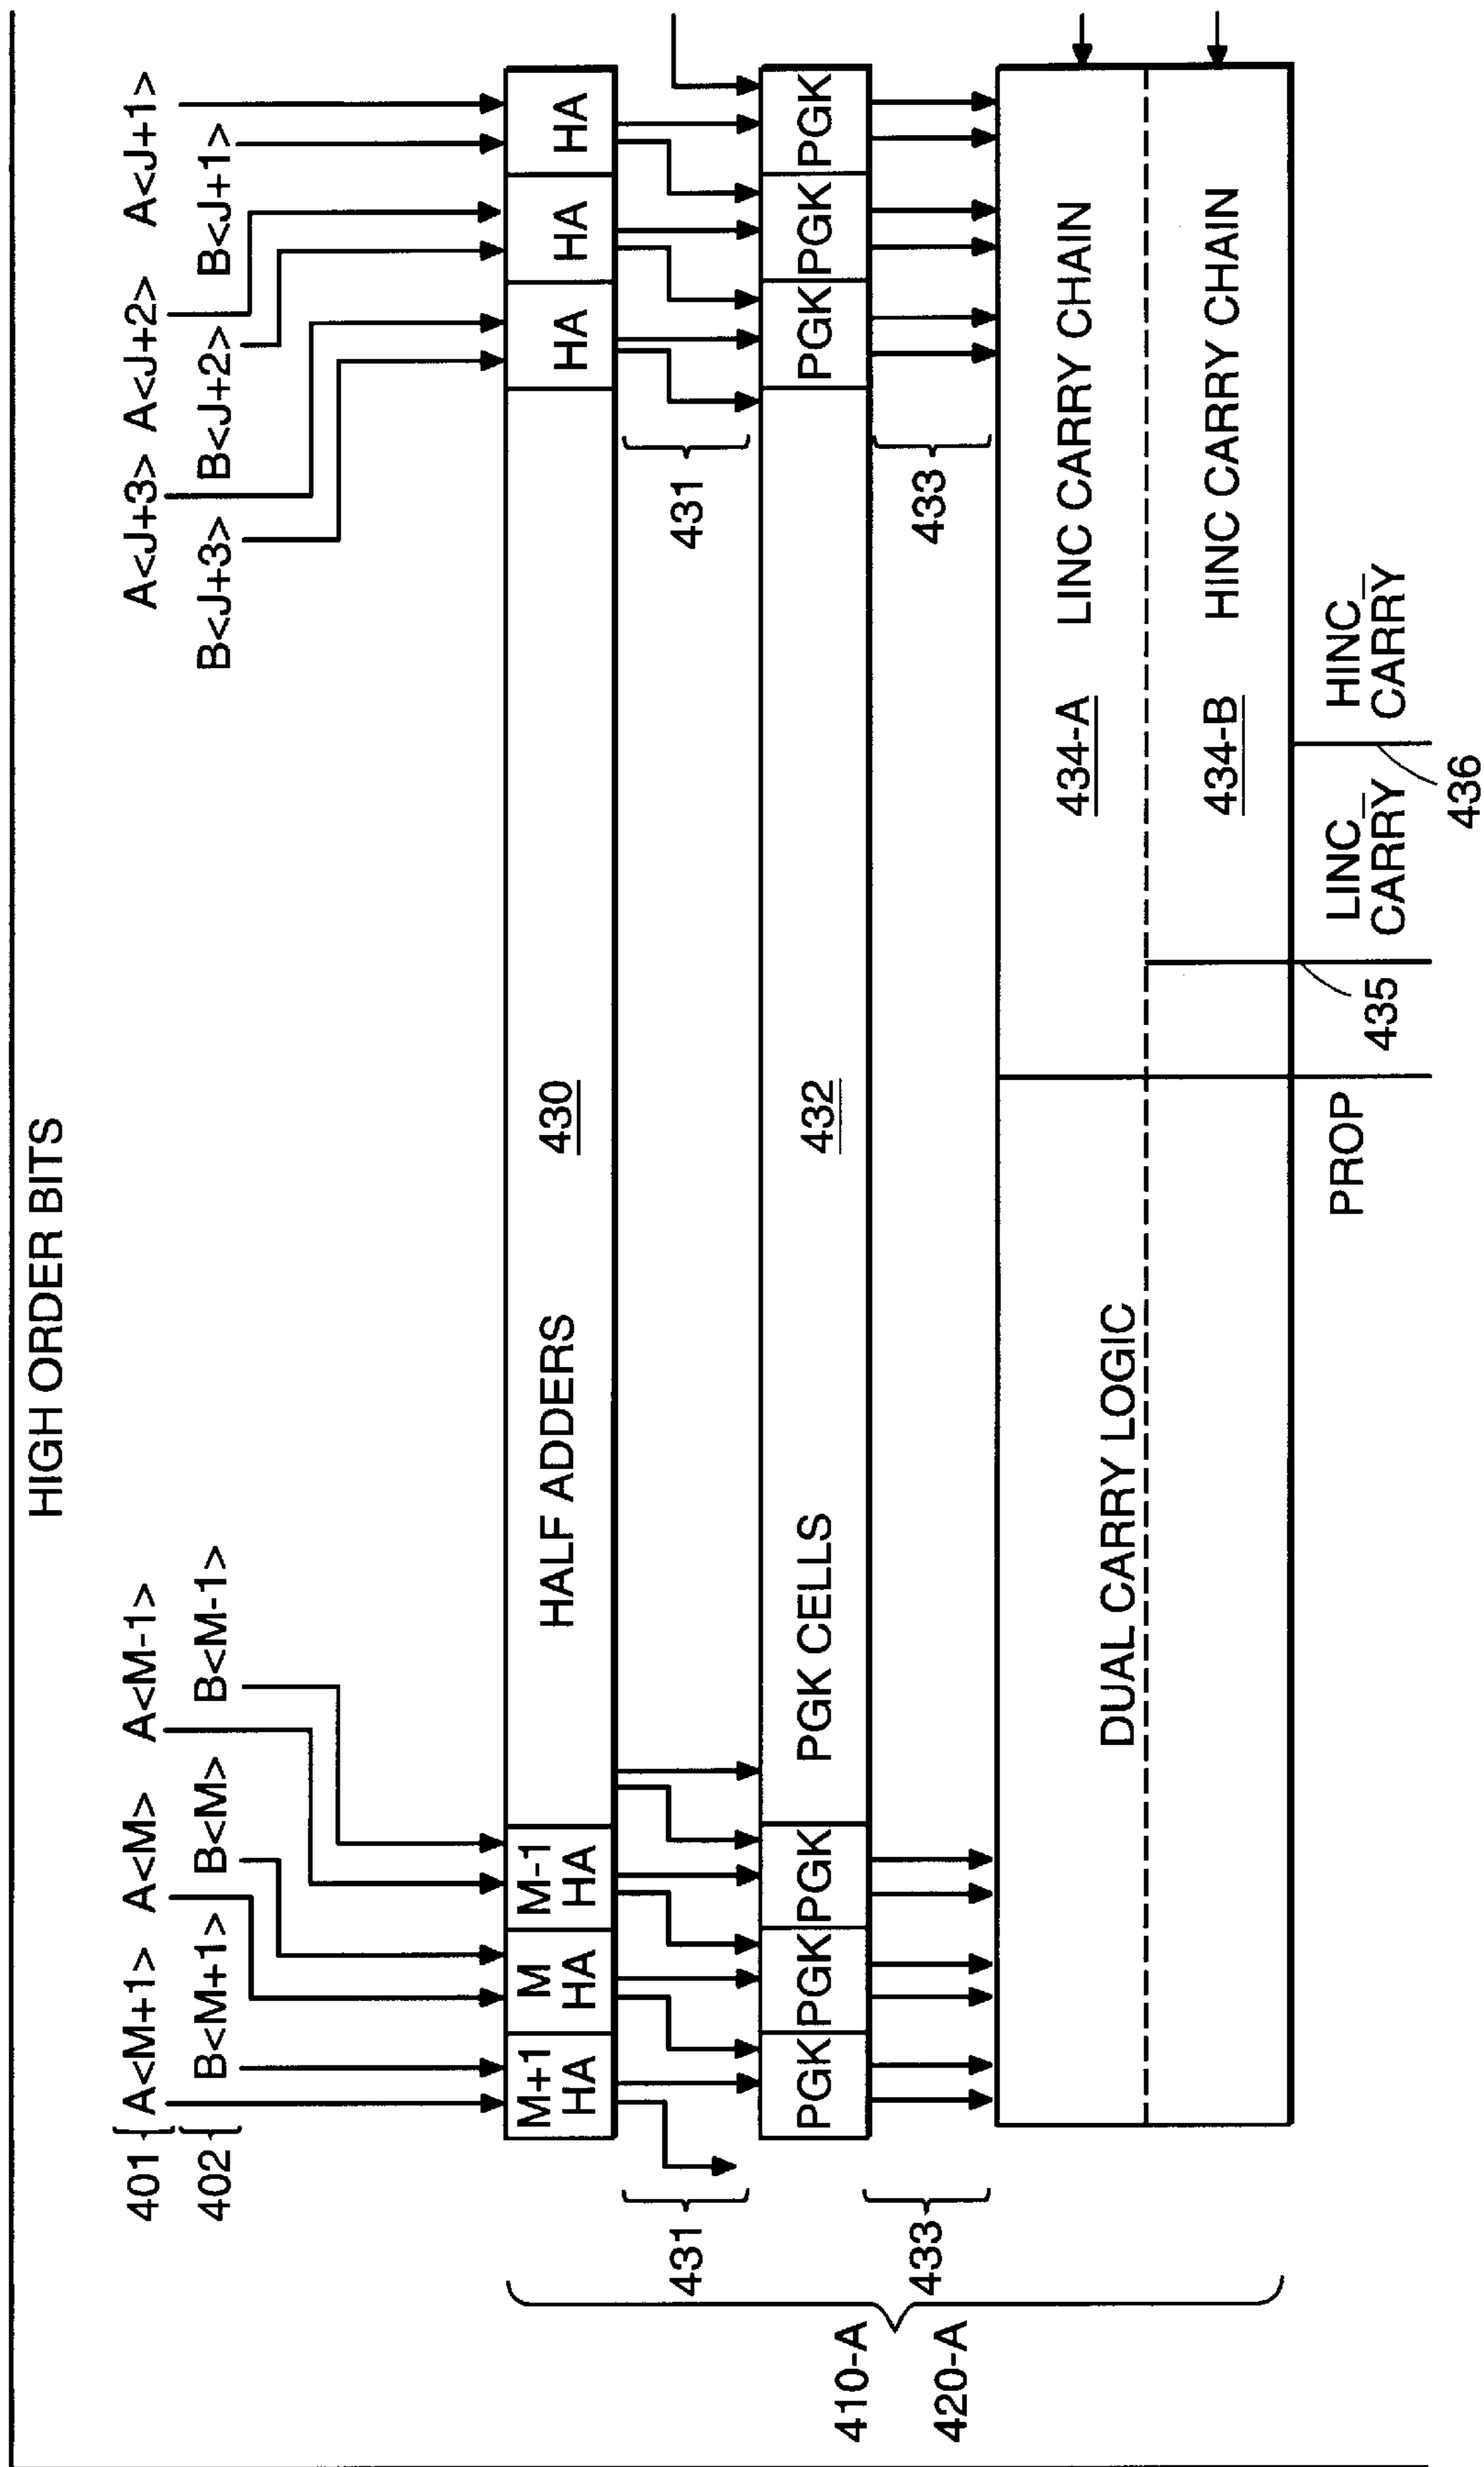 HIGH ORDER BITS
401 { A<M+1> A<M> A<M-1> A<J+3> A<J+2> A<J+1>
402 { B<M+1> B<M> B<M-1> B<J+3> B<J+2> B<J+1>
M+1 HA
M HA
M-1 HA
HALF ADDERS 430
HA HA HA
431 431
PGK PGK PGK PGK CELLS 432 PGK PGK PGK
433 433
410-A
420-A
DUAL CARRY LOGIC
434-A LINC CARRY CHAIN
434-B HINC CARRY CHAIN
PROP
435
LINC_
CARRY
436
HINC_
CARRY